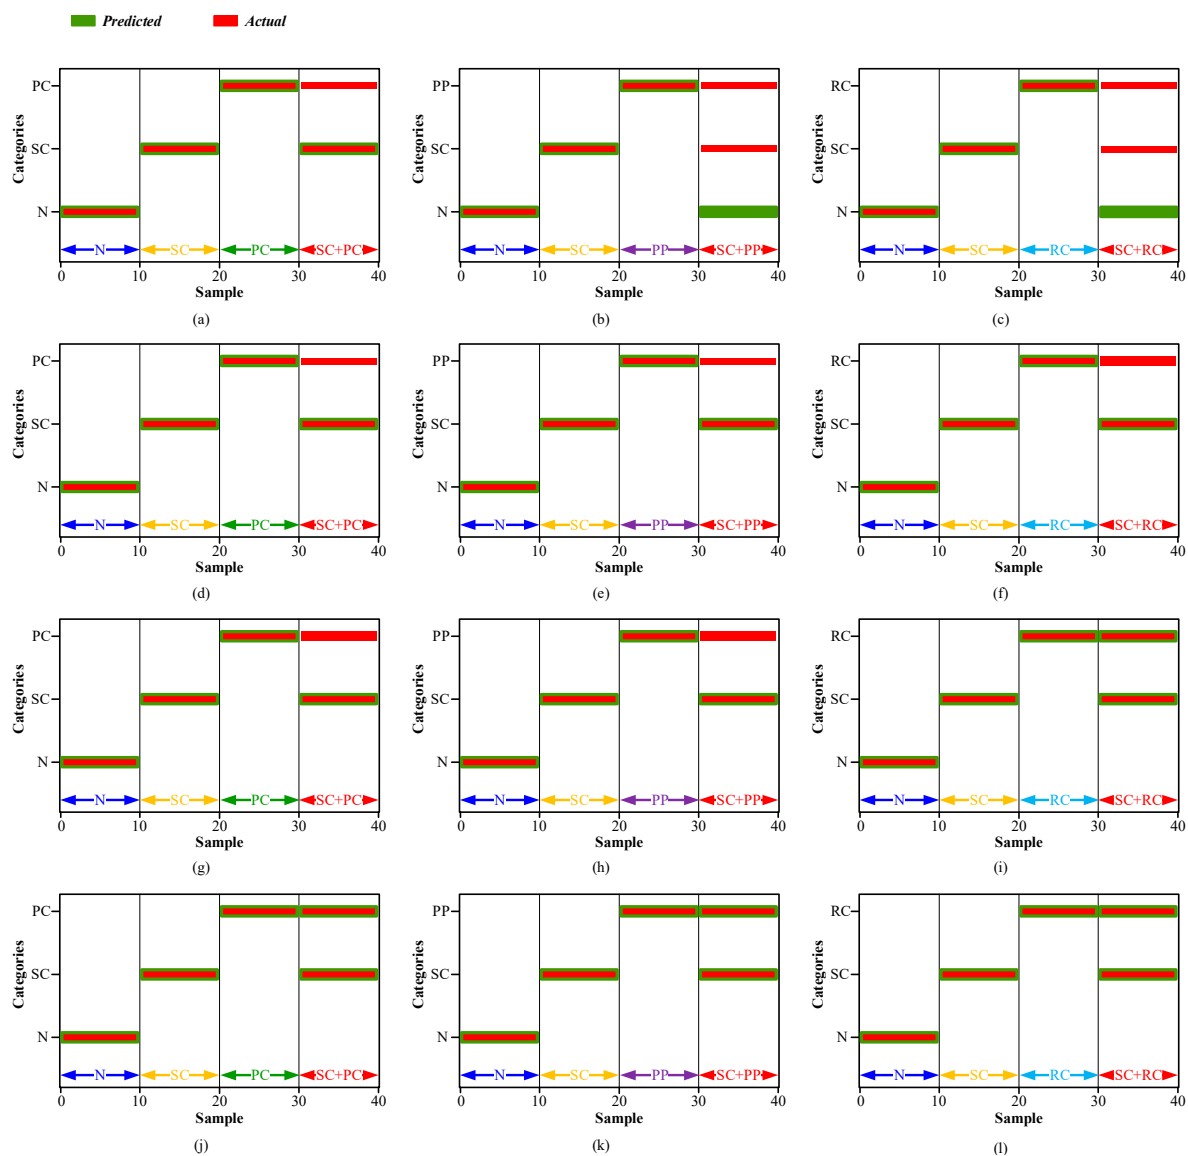 Predicted Actual
PC
SC
N
Categories
N SC PC SC+PC
0 10 20 30 40
Sample
(a)
PP
SC
N
Categories
N SC PP SC+PP
0 10 20 30 40
Sample
(b)
RC
SC
N
Categories
N SC RC SC+RC
0 10 20 30 40
Sample
(c)
PC
SC
N
Categories
N SC PC SC+PC
0 10 20 30 40
Sample
(d)
PP
SC
N
Categories
N SC PP SC+PP
0 10 20 30 40
Sample
(e)
RC
SC
N
Categories
N SC RC SC+RC
0 10 20 30 40
Sample
(f)
PC
SC
N
Categories
N SC PC SC+PC
0 10 20 30 40
Sample
(g)
PP
SC
N
Categories
N SC PP SC+PP
0 10 20 30 40
Sample
(h)
RC
SC
N
Categories
N SC RC SC+RC
0 10 20 30 40
Sample
(i)
PC
SC
N
Categories
N SC PC SC+PC
0 10 20 30 40
Sample
(j)
PP
SC
N
Categories
N SC PP SC+PP
0 10 20 30 40
Sample
(k)
RC
SC
N
Categories
N SC RC SC+RC
0 10 20 30 40
Sample
(l)